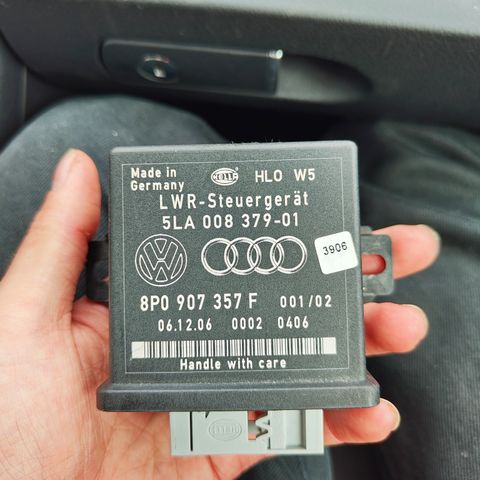 Made in
Germany
HELLA
HLO W5
LWR-Steuergerät
5LA 008 379-01
3906
8P0 907 357 F 001/02
06.12.06 0002 0406
Handle with care
HELLA